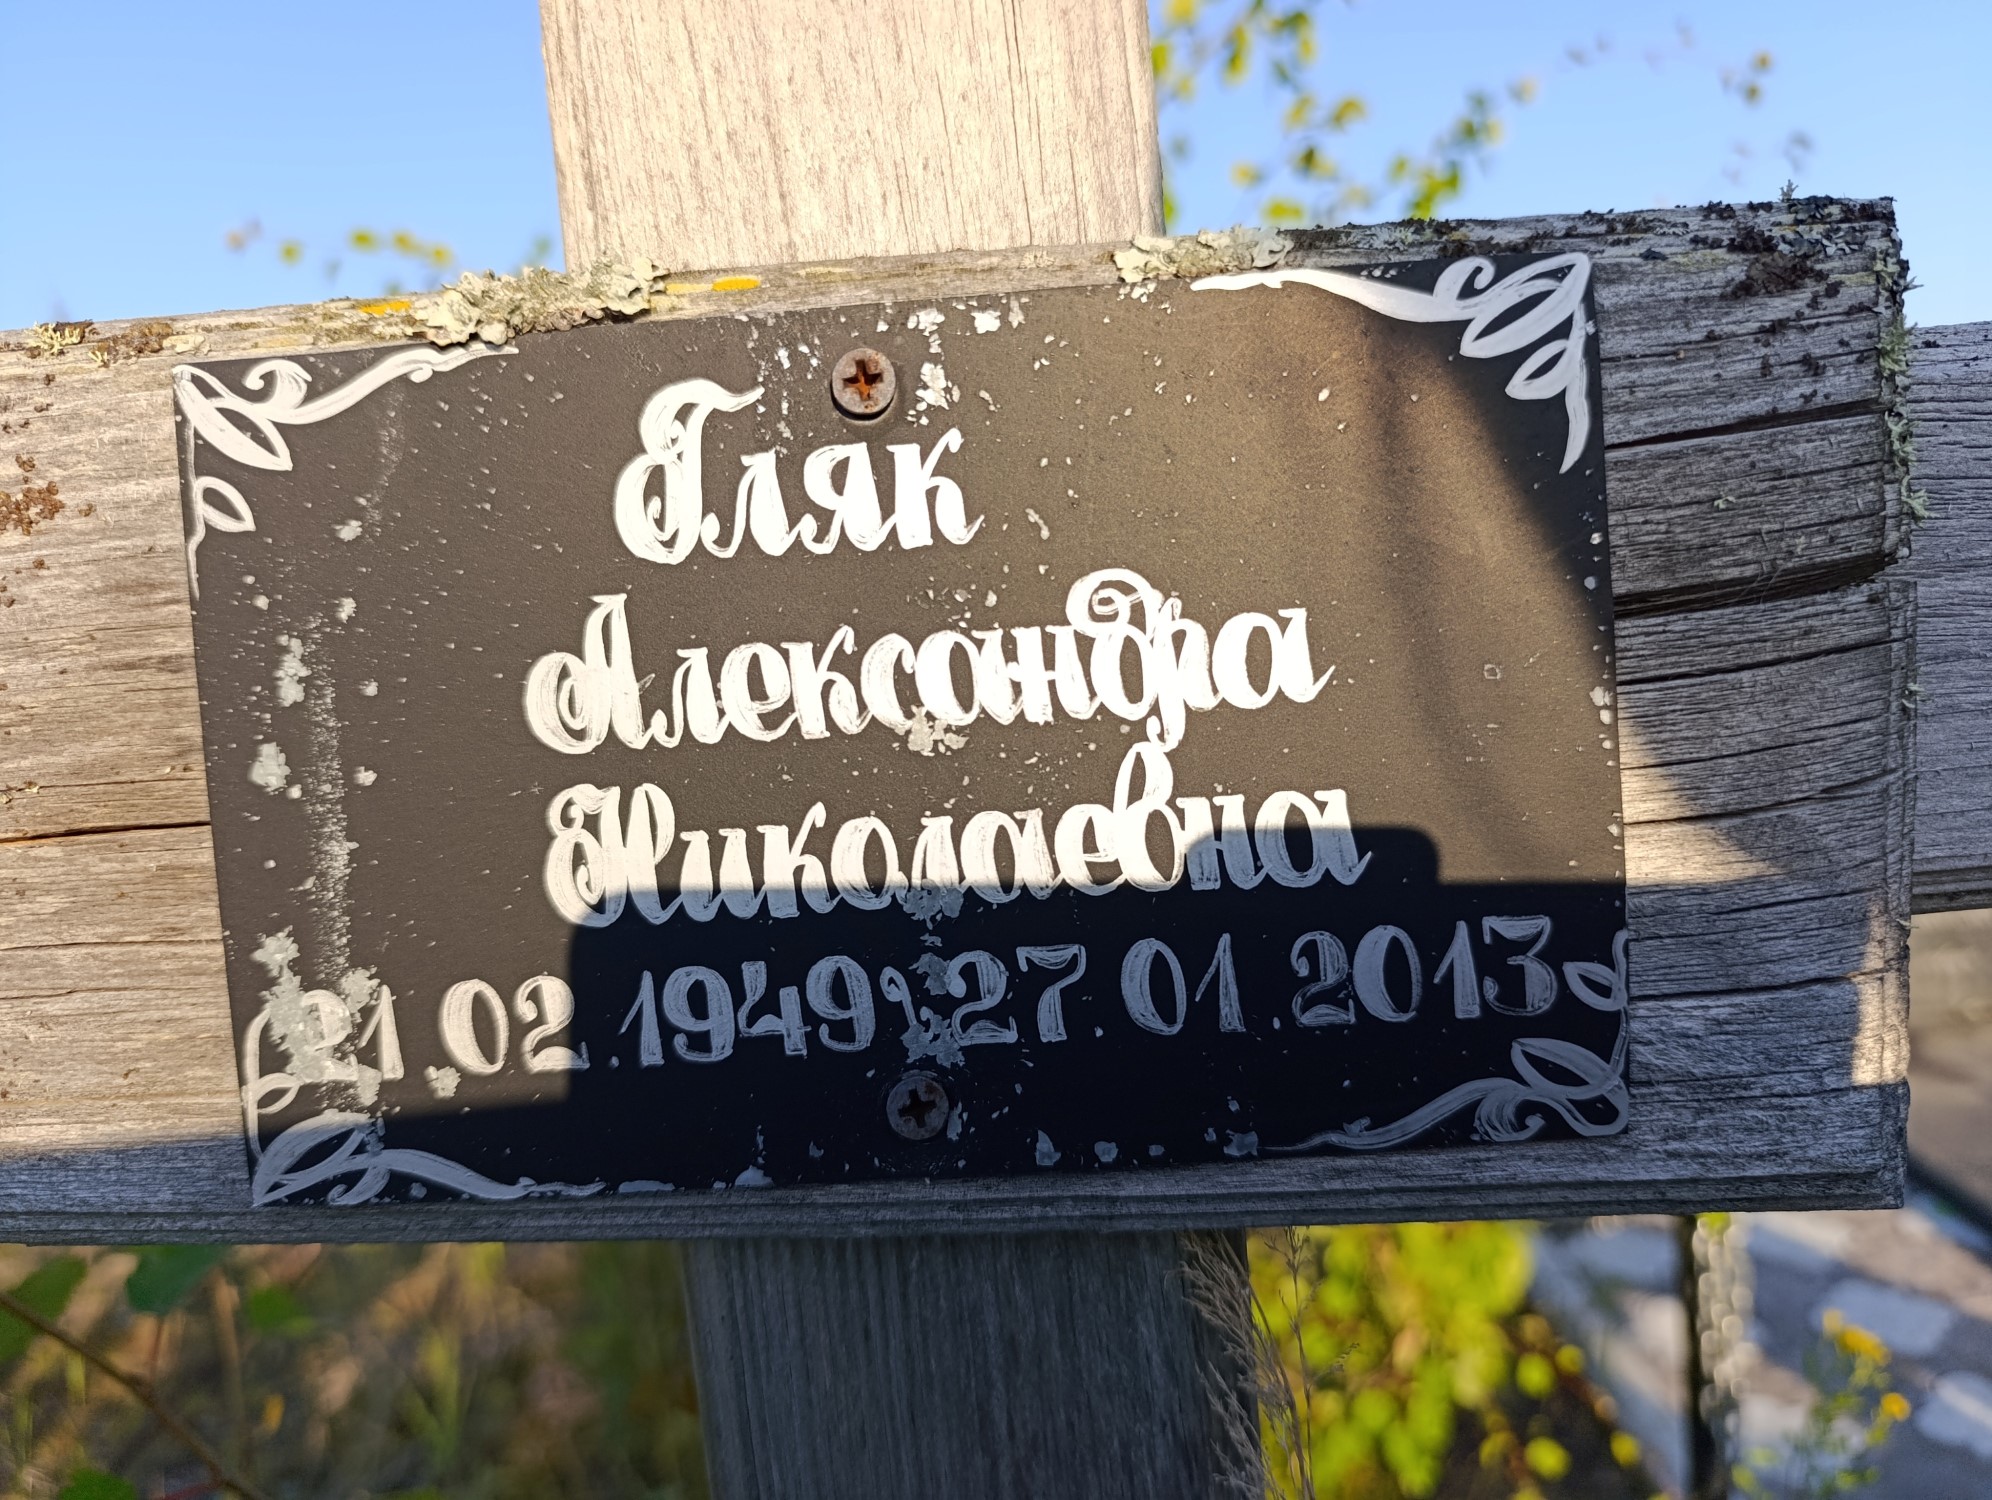 Гляк
Александра
Николаевна
21.02.1949 27.01.2013